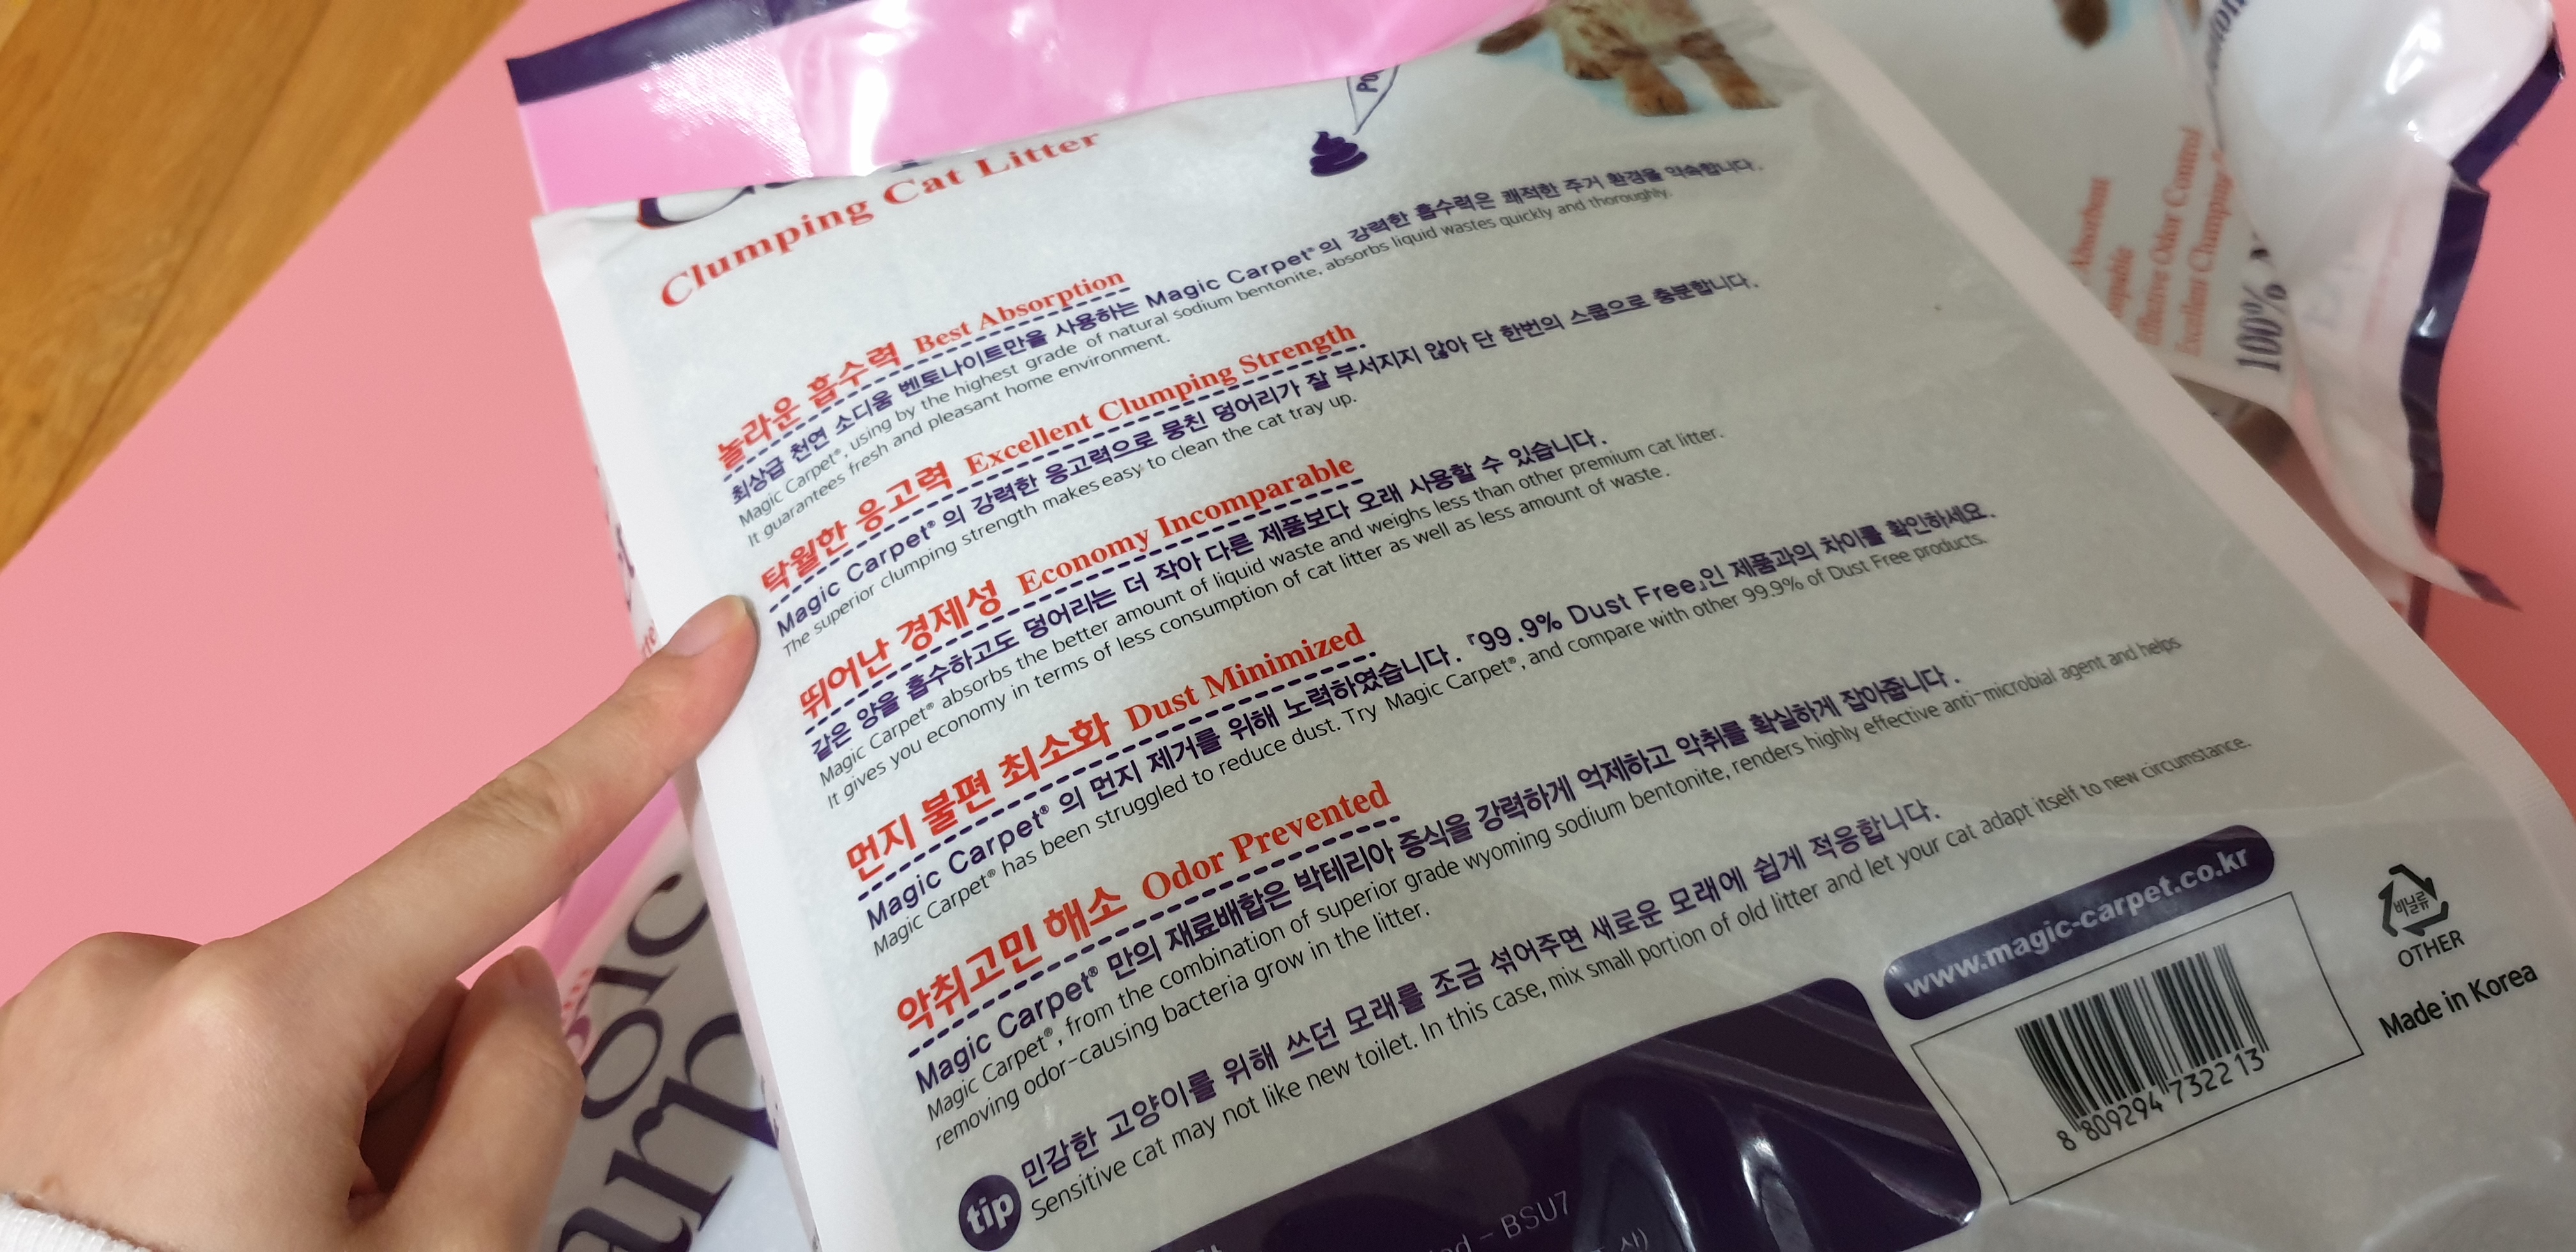 Clumping Cat Litter
놀라운 흡수력 Best Absorption
최상급 천연 소디움 벤토나이트만을 사용하는 Magic Carpet®의 강력한 흡수력은 쾌적한 주거 환경을 약속합니다.
Magic Carpet®, using by the highest grade of natural sodium bentonite, absorbs liquid wastes quickly and thoroughly.
It guarantees fresh and pleasant home environment.
탁월한 응고력 Excellent Clumping Strength
Magic Carpet® 의 강력한 응고력으로 뭉친 덩어리가 잘 부서지지 않아 단 한번의 스쿱으로 충분합니다.
The superior clumping strength makes easy to clean the cat tray up.
뛰어난 경제성 Economy Incomparable
같은 양을 흡수하고도 덩어리는 더 작아 다른 제품보다 오래 사용할 수 있습니다.
Magic Carpet® absorbs the better amount of liquid waste and weighs less than other premium cat litter.
It gives you economy in terms of less consumption of cat litter as well as less amount of waste.
먼지 불편 최소화 Dust Minimized
Magic Carpet® 의 먼지 제거를 위해 노력하였습니다. 『99.9% Dust Free』인 제품과의 차이를 확인하세요.
Magic Carpet® has been struggled to reduce dust. Try Magic Carpet®, and compare with other 99.9% of Dust Free products.
악취고민 해소 Odor Prevented
Magic Carpet® 만의 재료배합은 박테리아 증식을 강력하게 억제하고 악취를 확실하게 잡아줍니다.
Magic Carpet®, from the combination of superior grade wyoming sodium bentonite, renders highly effective anti-microbial agent and helps
removing odor-causing bacteria grow in the litter.
tip 민감한 고양이를 위해 쓰던 모래를 조금 섞어주면 새로운 모래에 쉽게 적응합니다.
Sensitive cat may not like new toilet. In this case, mix small portion of old litter and let your cat adapt itself to new circumstance.
www.magic-carpet.co.kr
8 809294 732213
비닐류
OTHER
Made in Korea
BSU7
Absorbent
Effective Odor Control
Excellent Clumping
100%